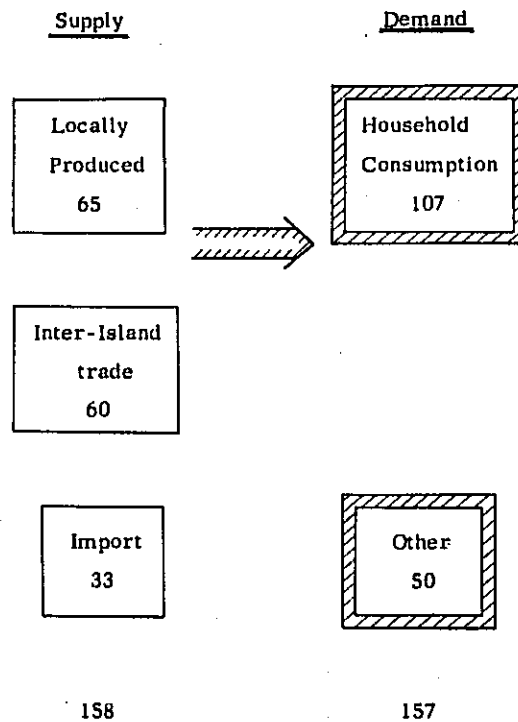 Supply
Demand
Locally
Produced
65
Household
Consumption
107
Inter-Island
trade
60
Import
33
Other
50
158
157